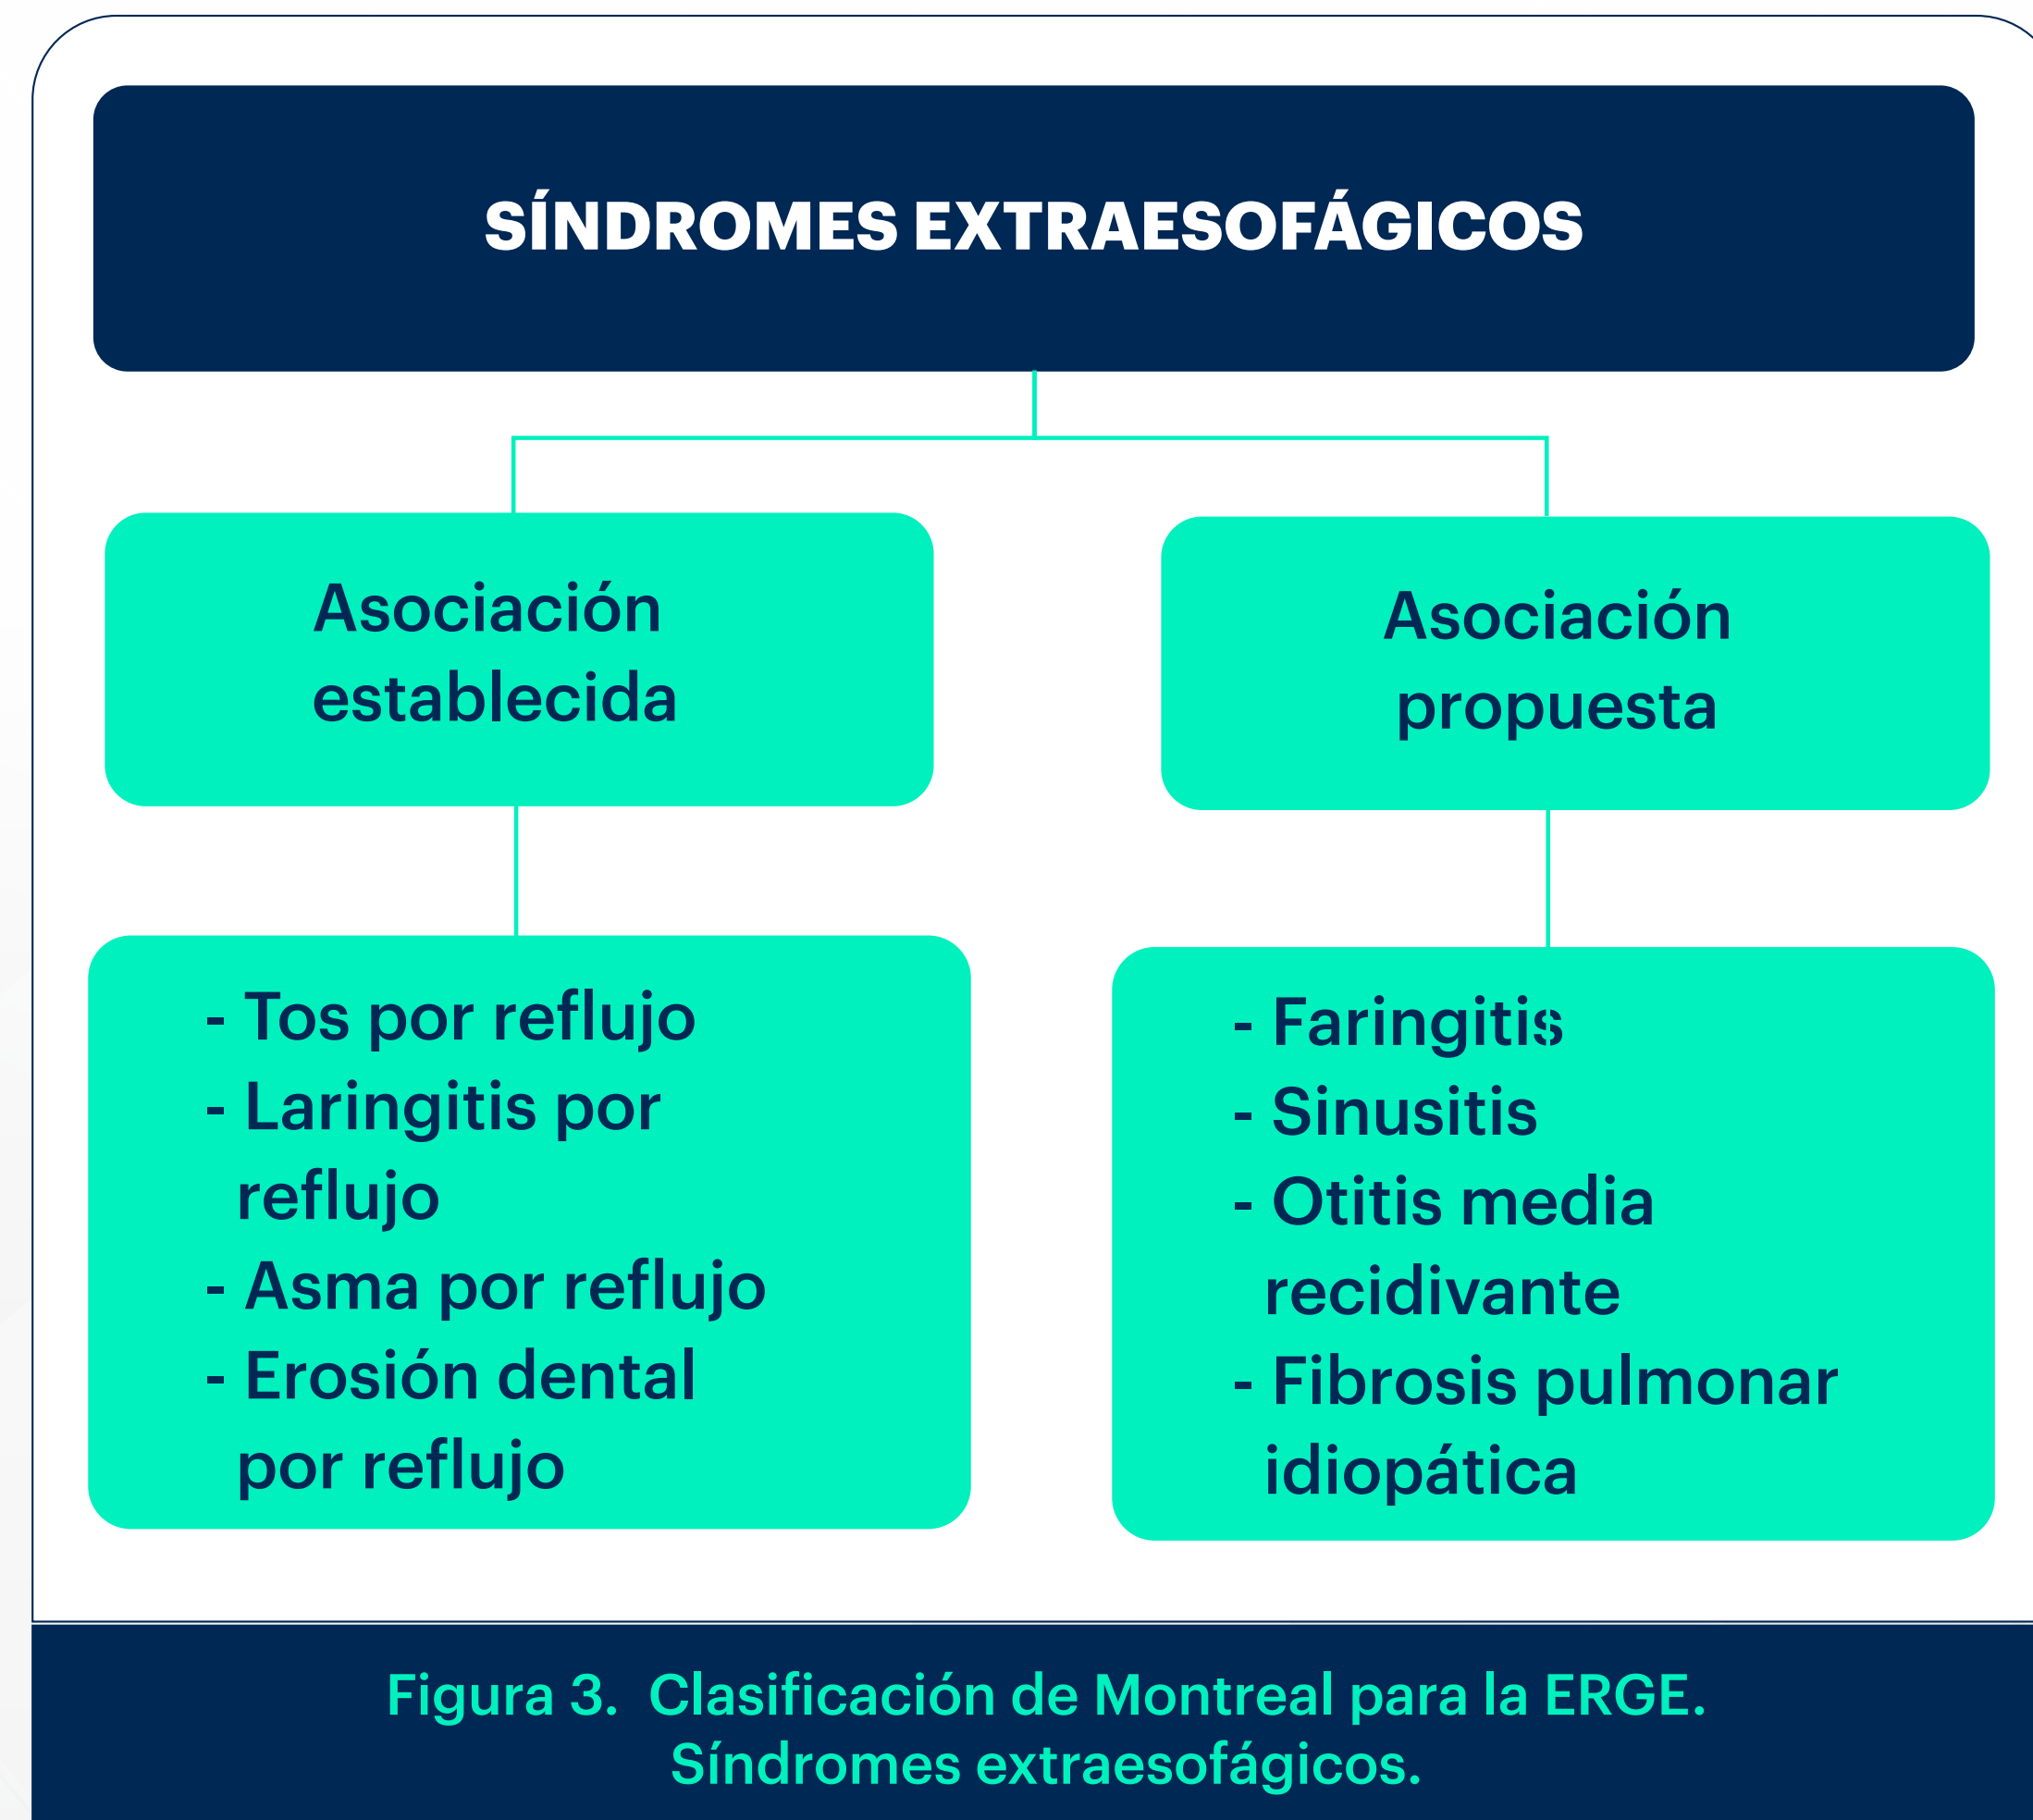 SÍNDROMES EXTRAESOFÁGICOS
Asociación
establecida
- Tos por reflujo
- Laringitis por
reflujo
- Asma por reflujo
- Erosión dental
por reflujo
Asociación
propuesta
- Faringitis
- Sinusitis
- Otitis media
recidivante
- Fibrosis pulmonar
idiopática
Figura 3. Clasificación de Montreal para la ERGE.
Síndromes extraesofágicos.